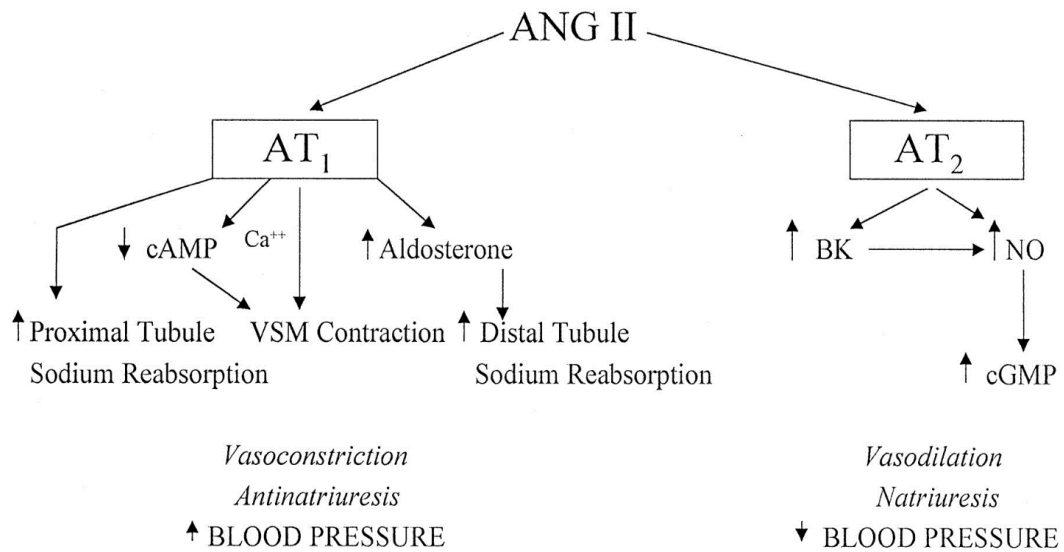 ANG II
AT₁
AT₂
↓ cAMP
Ca⁺⁺
↑ Aldosterone
↑ BK
↑ NO
↑ Proximal Tubule
Sodium Reabsorption
VSM Contraction
↑ Distal Tubule
Sodium Reabsorption
↑ cGMP
Vasoconstriction
Antinatriuresis
↑ BLOOD PRESSURE
Vasodilation
Natriuresis
↓ BLOOD PRESSURE